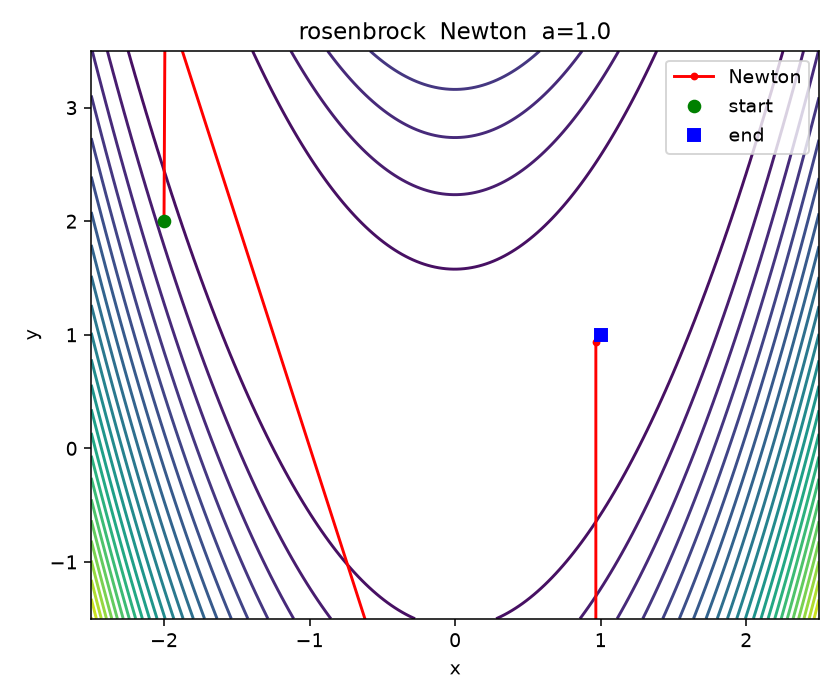 rosenbrock  Newton  a=1.0
Newton
start
end
3
2
1
0
−1
y
−2
−1
0
1
2
x